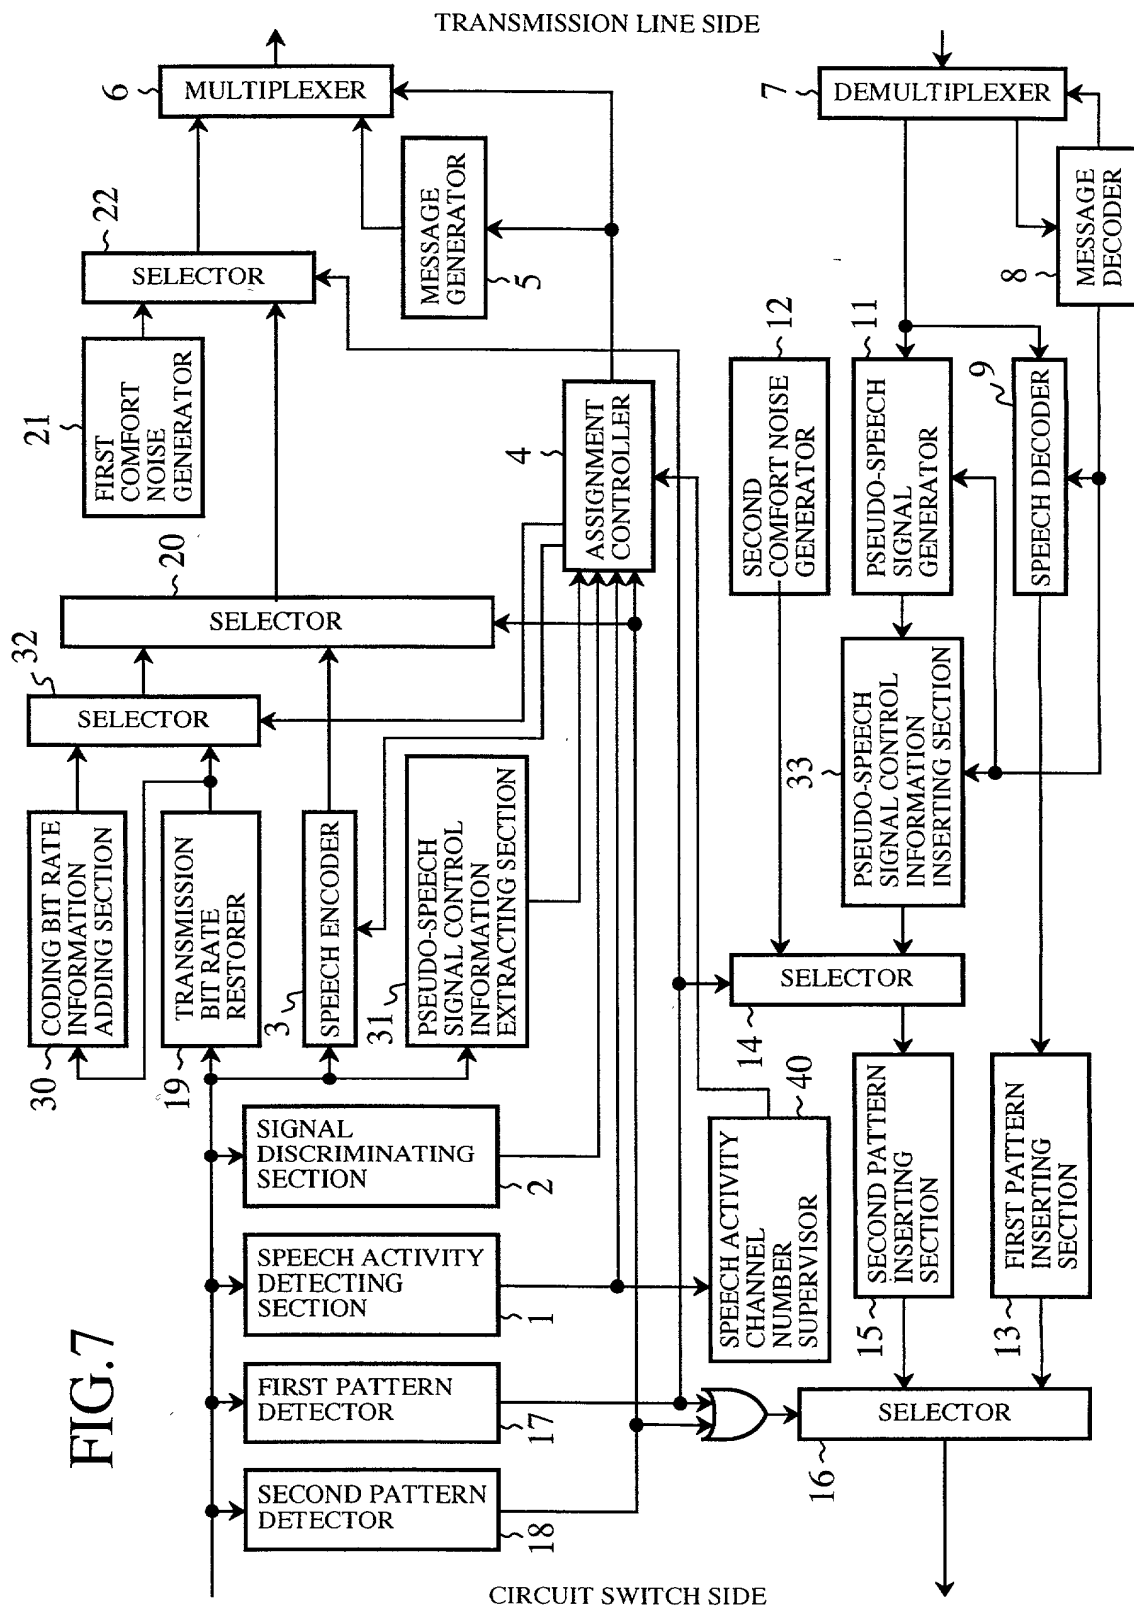 TRANSMISSION LINE SIDE
6
MULTIPLEXER
7
DEMULTIPLEXER
22
SELECTOR
MESSAGE
GENERATOR
5
MESSAGE
DECODER
8
21
FIRST
COMFORT
NOISE
GENERATOR
4
ASSIGNMENT
CONTROLLER
12
SECOND
COMFORT NOISE
GENERATOR
11
PSEUDO-SPEECH
SIGNAL
GENERATOR
9
SPEECH DECODER
20
SELECTOR
32
SELECTOR
33
PSEUDO-SPEECH
SIGNAL CONTROL
INFORMATION
INSERTING SECTION
30
CODING BIT RATE
INFORMATION
ADDING SECTION
19
TRANSMISSION
BIT RATE
RESTORER
3
SPEECH ENCODER
31
PSEUDO-SPEECH
SIGNAL CONTROL
INFORMATION
EXTRACTING SECTION
14
SELECTOR
SIGNAL
DISCRIMINATING
SECTION
2
SPEECH ACTIVITY
DETECTING
SECTION
1
FIRST PATTERN
DETECTOR
17
SECOND PATTERN
DETECTOR
18
40
SPEECH ACTIVITY
CHANNEL
NUMBER
SUPERVISOR
15
SECOND PATTERN
INSERTING
SECTION
13
FIRST PATTERN
INSERTING
SECTION
16
SELECTOR
FIG.7
CIRCUIT SWITCH SIDE